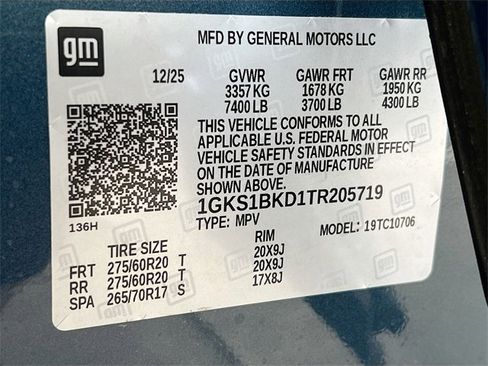 gm
MFD BY GENERAL MOTORS LLC
12/25 GVWR GAWR FRT GAWR RR
3357 KG 1678 KG 1950 KG
7400 LB 3700 LB 4300 LB
THIS VEHICLE CONFORMS TO ALL
APPLICABLE U.S. FEDERAL MOTOR
VEHICLE SAFETY STANDARDS IN EFFECT
ON THE DATE OF MANUFACTURE
SHOWN ABOVE.
1GKS1BKD1TR205719
136H TYPE: MPV MODEL: 19TC10706
TIRE SIZE RIM
FRT 275/60R20 T 20X9J
RR 275/60R20 T 20X9J
SPA 265/70R17 S 17X8J